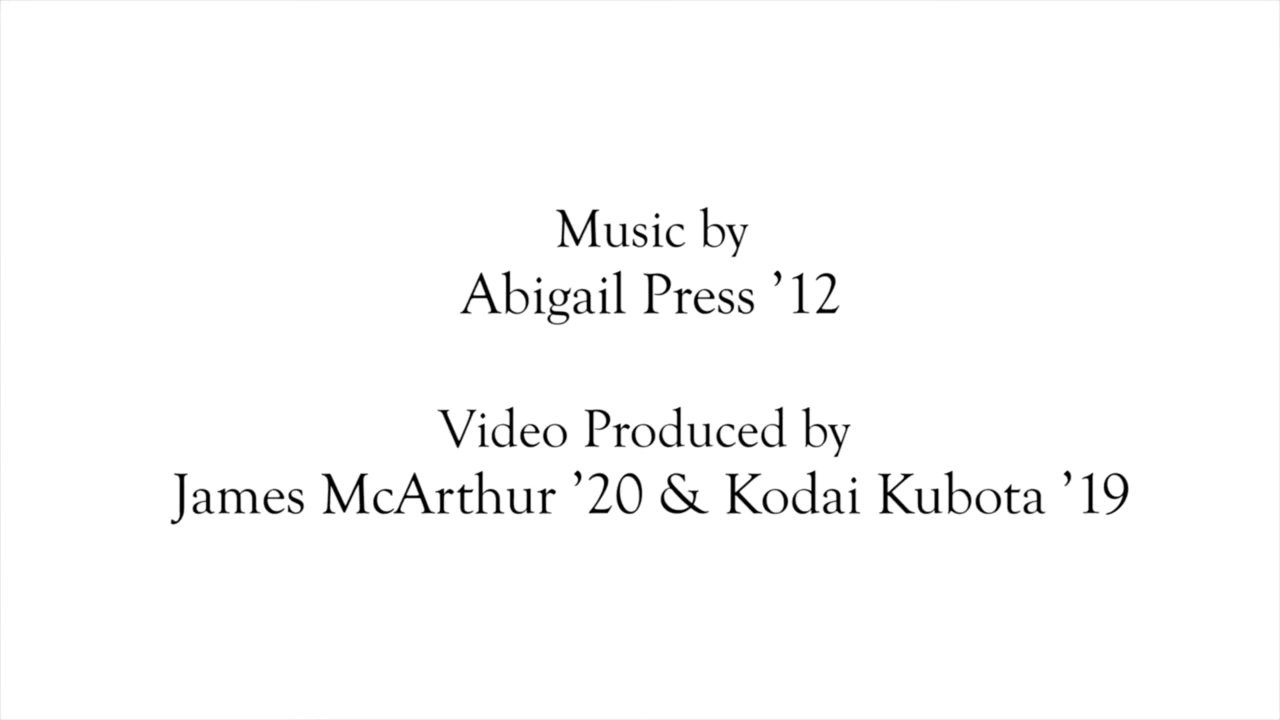 Music by
Abigail Press ’12
Video Produced by
James McArthur ’20 & Kodai Kubota ’19